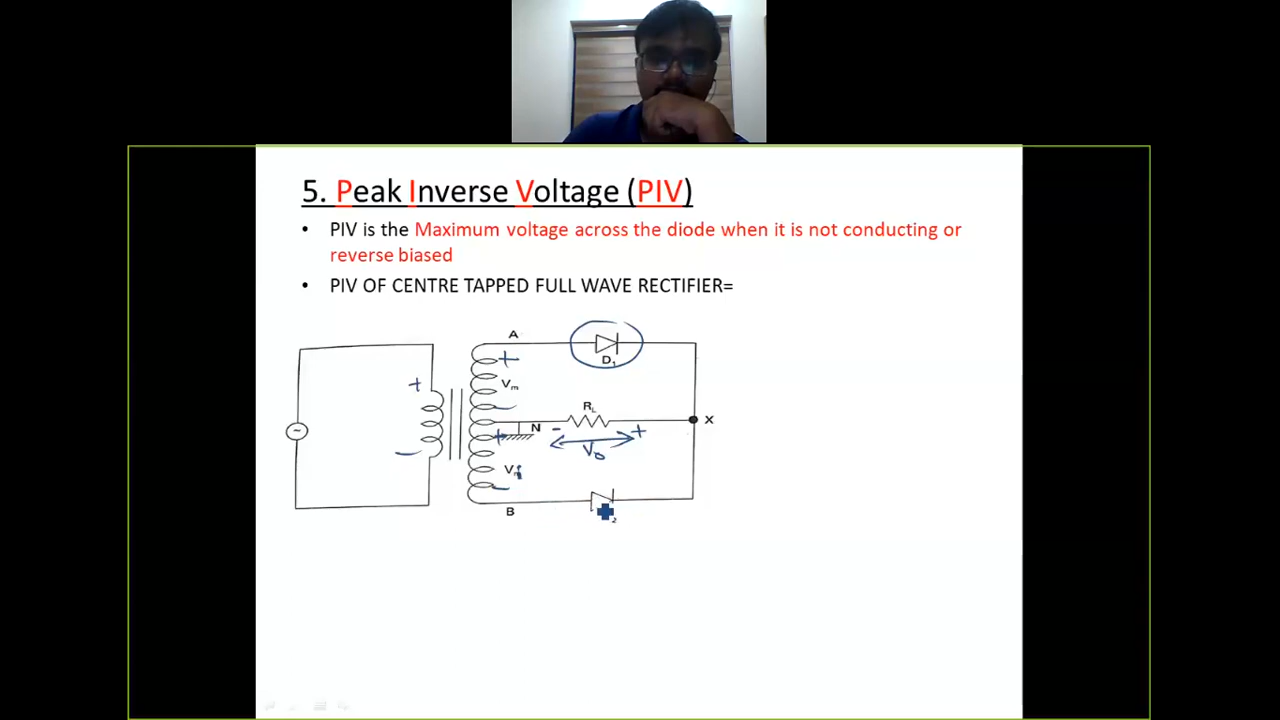 5. Peak Inverse Voltage (PIV)
• PIV is the Maximum voltage across the diode when it is not conducting or
reverse biased
• PIV OF CENTRE TAPPED FULL WAVE RECTIFIER=
A
D₁
+
+
Vₘ
−
Rₗ
~
N
−
+
X
+
V₀
−
−
B